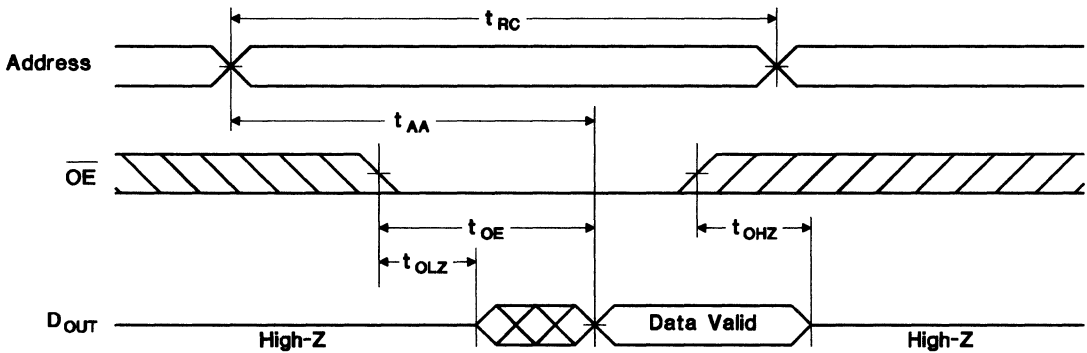 t RC
Address
t AA
OE
t OE
t OHZ
t OLZ
D OUT
High-Z
Data Valid
High-Z